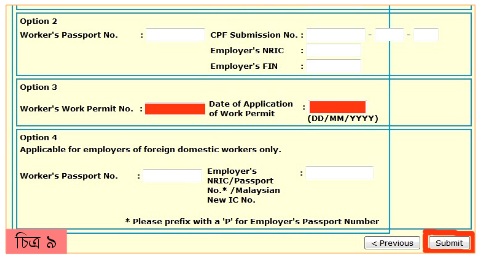 Option 2
Worker's Passport No. : CPF Submission No. : - -
Employer's NRIC :
Employer's FIN :
Option 3
Worker's Work Permit No. : Date of Application of Work Permit :
(DD/MM/YYYY)
Option 4
Applicable for employers of foreign domestic workers only.
Worker's Passport No. : Employer's :
NRIC/Passport
No.* /Malaysian
New IC No.
* Please prefix with a 'P' for Employer's Passport Number
চিত্র ৯ < Previous Submit